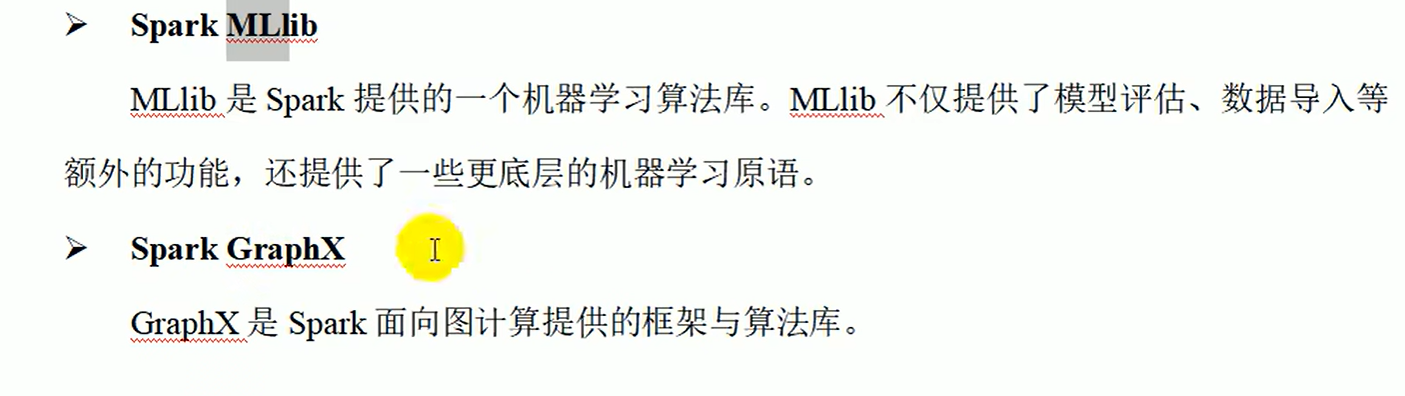 ➢ Spark MLlib
MLlib 是 Spark 提供的一个机器学习算法库。MLlib 不仅提供了模型评估、数据导入等
额外的功能，还提供了一些更底层的机器学习原语。
➢ Spark GraphX
GraphX 是 Spark 面向图计算提供的框架与算法库。